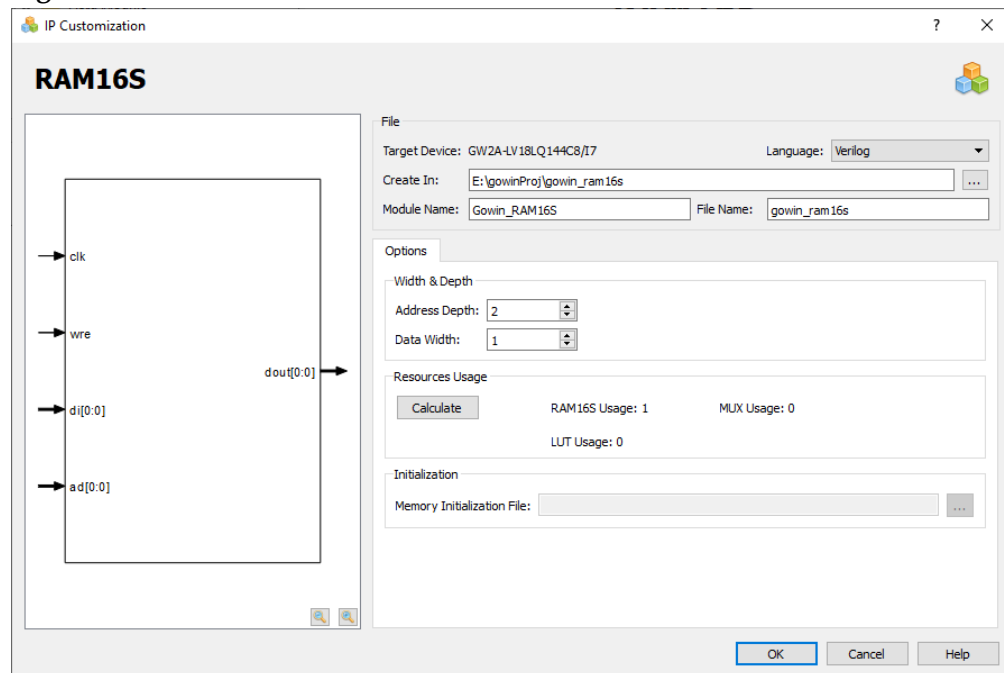 IP Customization
?
RAM16S
clk
wre
di[0:0]
ad[0:0]
dout[0:0]
File
Target Device: GW2A-LV18LQ144C8/I7 Language: Verilog
Create In: E:\gowinProj\gowin_ram16s ...
Module Name: Gowin_RAM16S File Name: gowin_ram16s
Options
Width & Depth
Address Depth: 2
Data Width: 1
Resources Usage
Calculate RAM16S Usage: 1 MUX Usage: 0
LUT Usage: 0
Initialization
Memory Initialization File: ...
OK Cancel Help